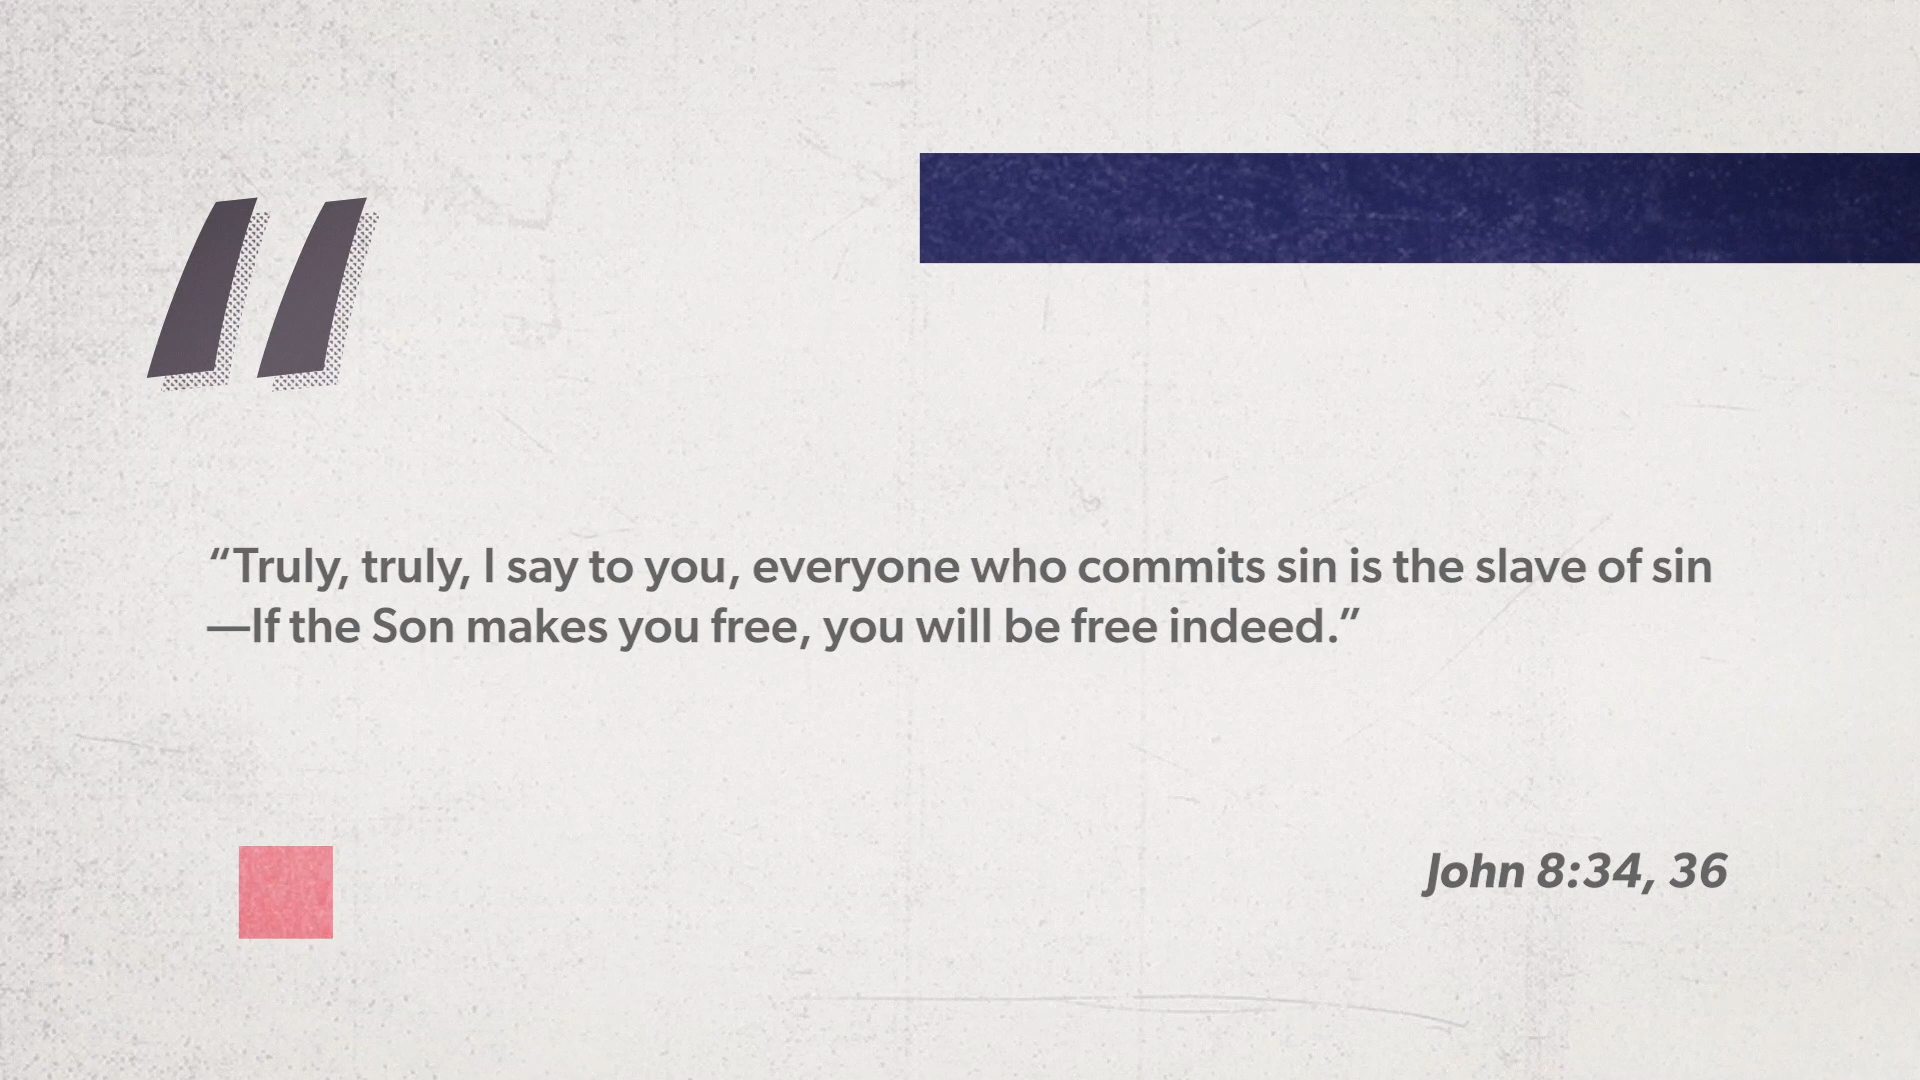 “Truly, truly, I say to you, everyone who commits sin is the slave of sin
—If the Son makes you free, you will be free indeed.”
John 8:34, 36